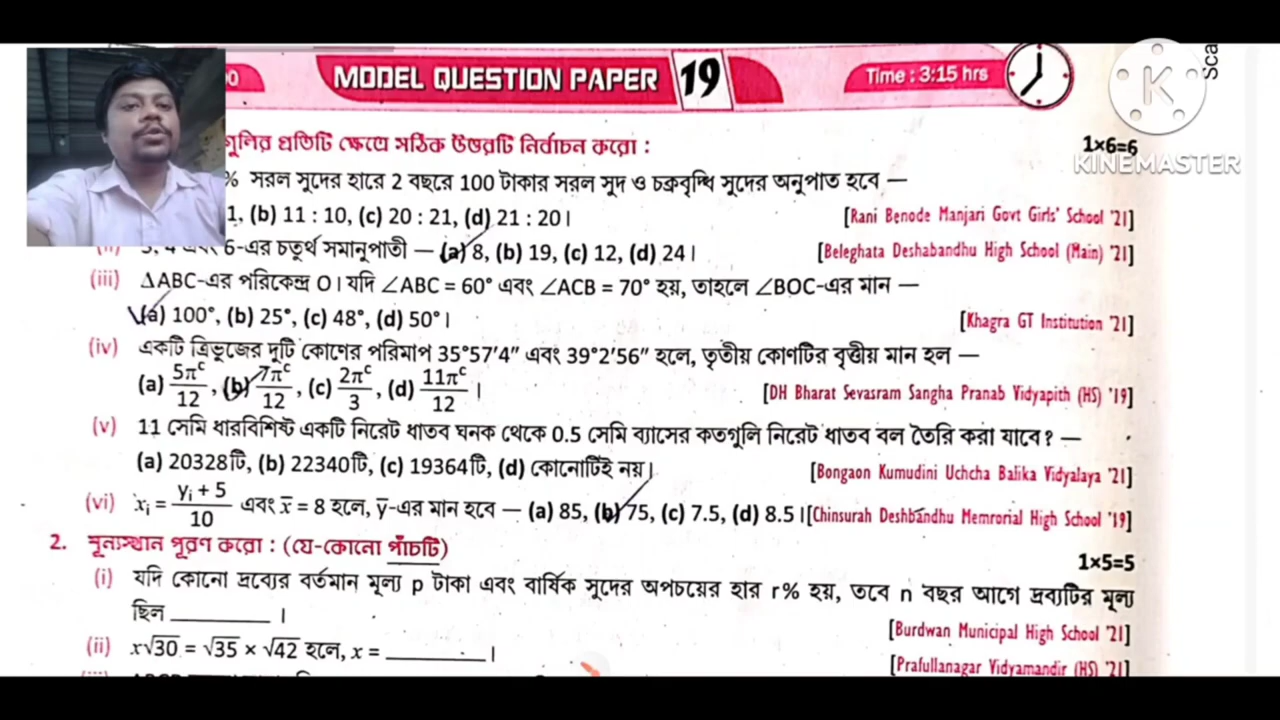 MODEL QUESTION PAPER 19 Time : 3:15 hrs
গুলির প্রতিটি ক্ষেত্রে সঠিক উত্তরটি নির্বাচন করো : 1×6=6
KINEMASTER
% সরল সুদের হারে 2 বছরে 100 টাকার সরল সুদ ও চক্রবৃদ্ধি সুদের অনুপাত হবে —
1, (b) 11 : 10, (c) 20 : 21, (d) 21 : 20। [Rani Benode Manjari Govt Girls' School '21]
6-এর চতুর্থ সমানুপাতী — (a) 8, (b) 19, (c) 12, (d) 24। [Beleghata Deshabandhu High School (Main) '21]
(iii) △ABC-এর পরিকেন্দ্র O। যদি ∠ABC = 60° এবং ∠ACB = 70° হয়, তাহলে ∠BOC-এর মান —
(a) 100°, (b) 25°, (c) 48°, (d) 50°। [Khagra GT Institution '21]
(iv) একটি ত্রিভুজের দুটি কোণের পরিমাপ 35°57′4″ এবং 39°2′56″ হলে, তৃতীয় কোণটির বৃত্তীয় মান হল —
(a) 5πᶜ/12, (b) 7πᶜ/12, (c) 2πᶜ/3, (d) 11πᶜ/12 । [DH Bharat Sevasram Sangha Pranab Vidyapith (HS) '19]
(v) 11 সেমি ধারবিশিষ্ট একটি নিরেট ধাতব ঘনক থেকে 0.5 সেমি ব্যাসের কতগুলি নিরেট ধাতব বল তৈরি করা যাবে? —
(a) 20328টি, (b) 22340টি, (c) 19364টি, (d) কোনোটিই নয়। [Bongaon Kumudini Uchcha Balika Vidyalaya '21]
(vi) xᵢ = yᵢ + 5/10 এবং x̄ = 8 হলে, ȳ-এর মান হবে — (a) 85, (b) 75, (c) 7.5, (d) 8.5। [Chinsurah Deshbandhu Memrorial High School '19]
2. শূন্যস্থান পূরণ করো : (যে-কোনো পাঁচটি) 1×5=5
(i) যদি কোনো দ্রব্যের বর্তমান মূল্য p টাকা এবং বার্ষিক সুদের অপচয়ের হার r% হয়, তবে n বছর আগে দ্রব্যটির মূল্য
ছিল ________ । [Burdwan Municipal High School '21]
(ii) x√30 = √35 × √42 হলে, x = ________ । [Prafullanagar Vidyamandir (HS) '21]